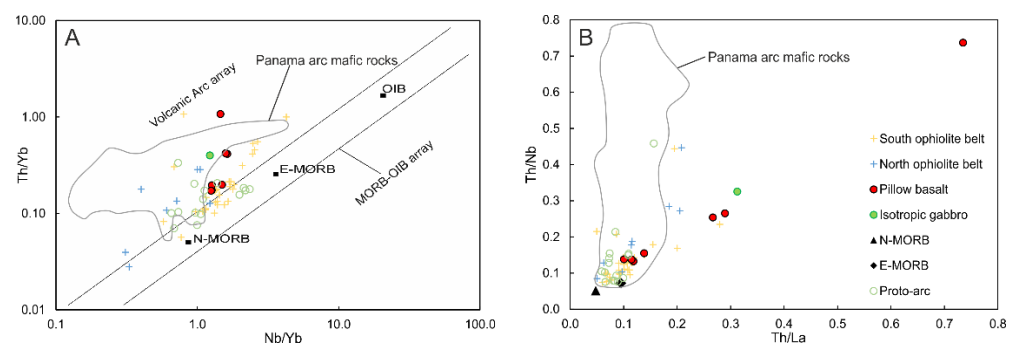 A
Panama arc mafic rocks
Volcanic Arc array
OIB
E-MORB
MORB-OIB array
N-MORB
10.00
1.00
0.10
0.01
Th/Yb
0.1
1.0
10.0
100.0
Nb/Yb
B
Panama arc mafic rocks
South ophiolite belt
North ophiolite belt
Pillow basalt
Isotropic gabbro
N-MORB
E-MORB
Proto-arc
0.8
0.7
0.6
0.5
0.4
0.3
0.2
0.1
0.0
Th/Nb
0.0
0.1
0.2
0.3
0.4
0.5
0.6
0.7
0.8
Th/La